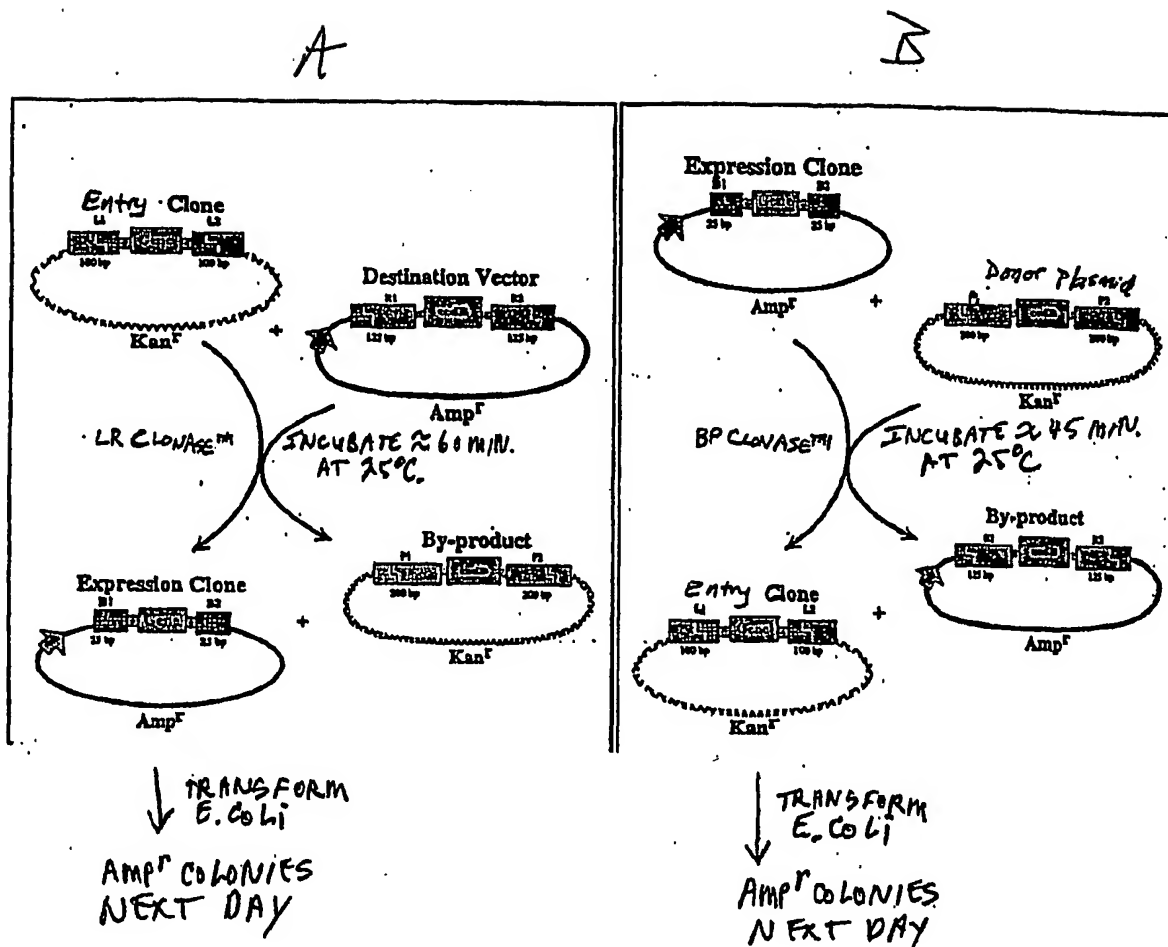 A
B
Entry Clone
L1
L2
100 bp
100 bp
Kanʳ
+
Destination Vector
R1
R2
125 bp
125 bp
Ampʳ
LR CLONASE™
INCUBATE ≈ 60 MIN.
AT 25°C.
By-product
P1
P2
200 bp
200 bp
Kanʳ
Expression Clone
B1
B2
25 bp
25 bp
+
Ampʳ
TRANSFORM
E. COLI
AMPʳ COLONIES
NEXT DAY
Expression Clone
B1
B2
25 bp
25 bp
Ampʳ
+
Donor Plasmid
P1
P2
200 bp
200 bp
Kanʳ
BP CLONASE™
INCUBATE ≈ 45 MIN.
AT 25°C
By-product
R1
R2
125 bp
125 bp
Ampʳ
Entry Clone
L1
L2
100 bp
100 bp
+
Kanʳ
TRANSFORM
E. COLI
AMPʳ COLONIES
NEXT DAY